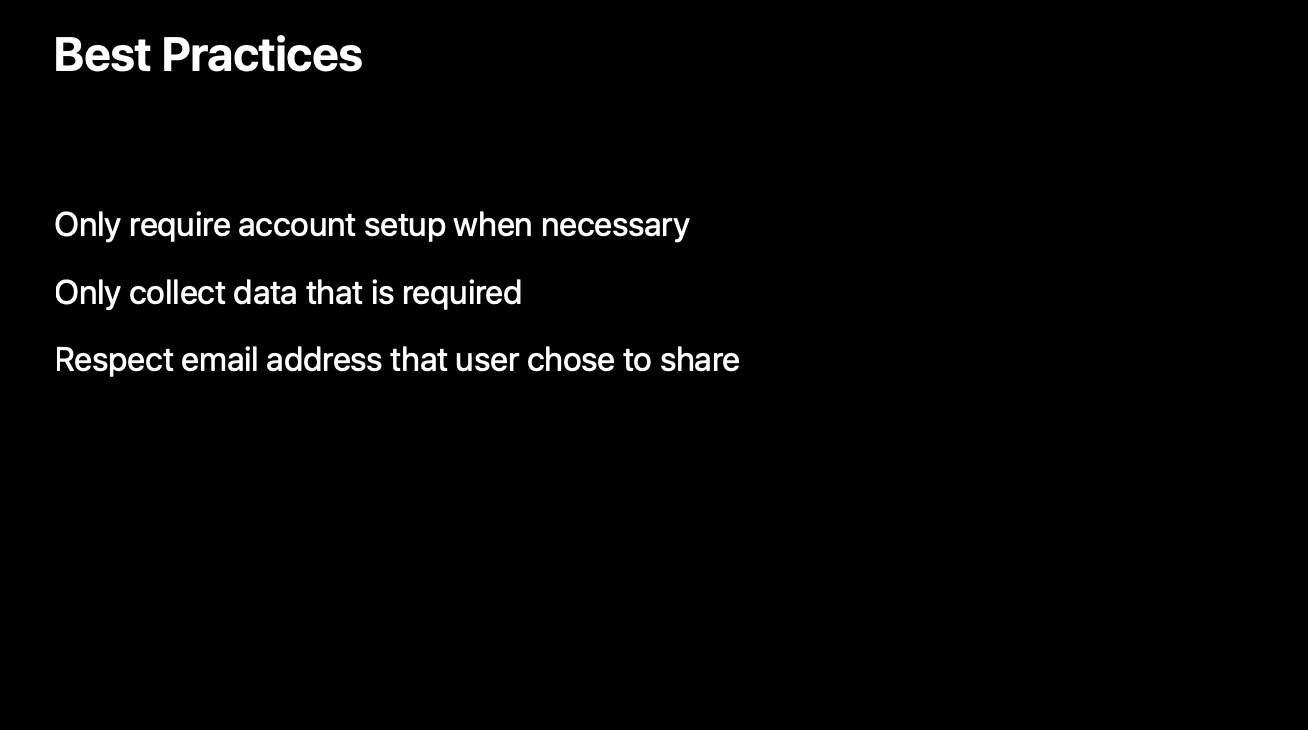 Best Practices
Only require account setup when necessary
Only collect data that is required
Respect email address that user chose to share